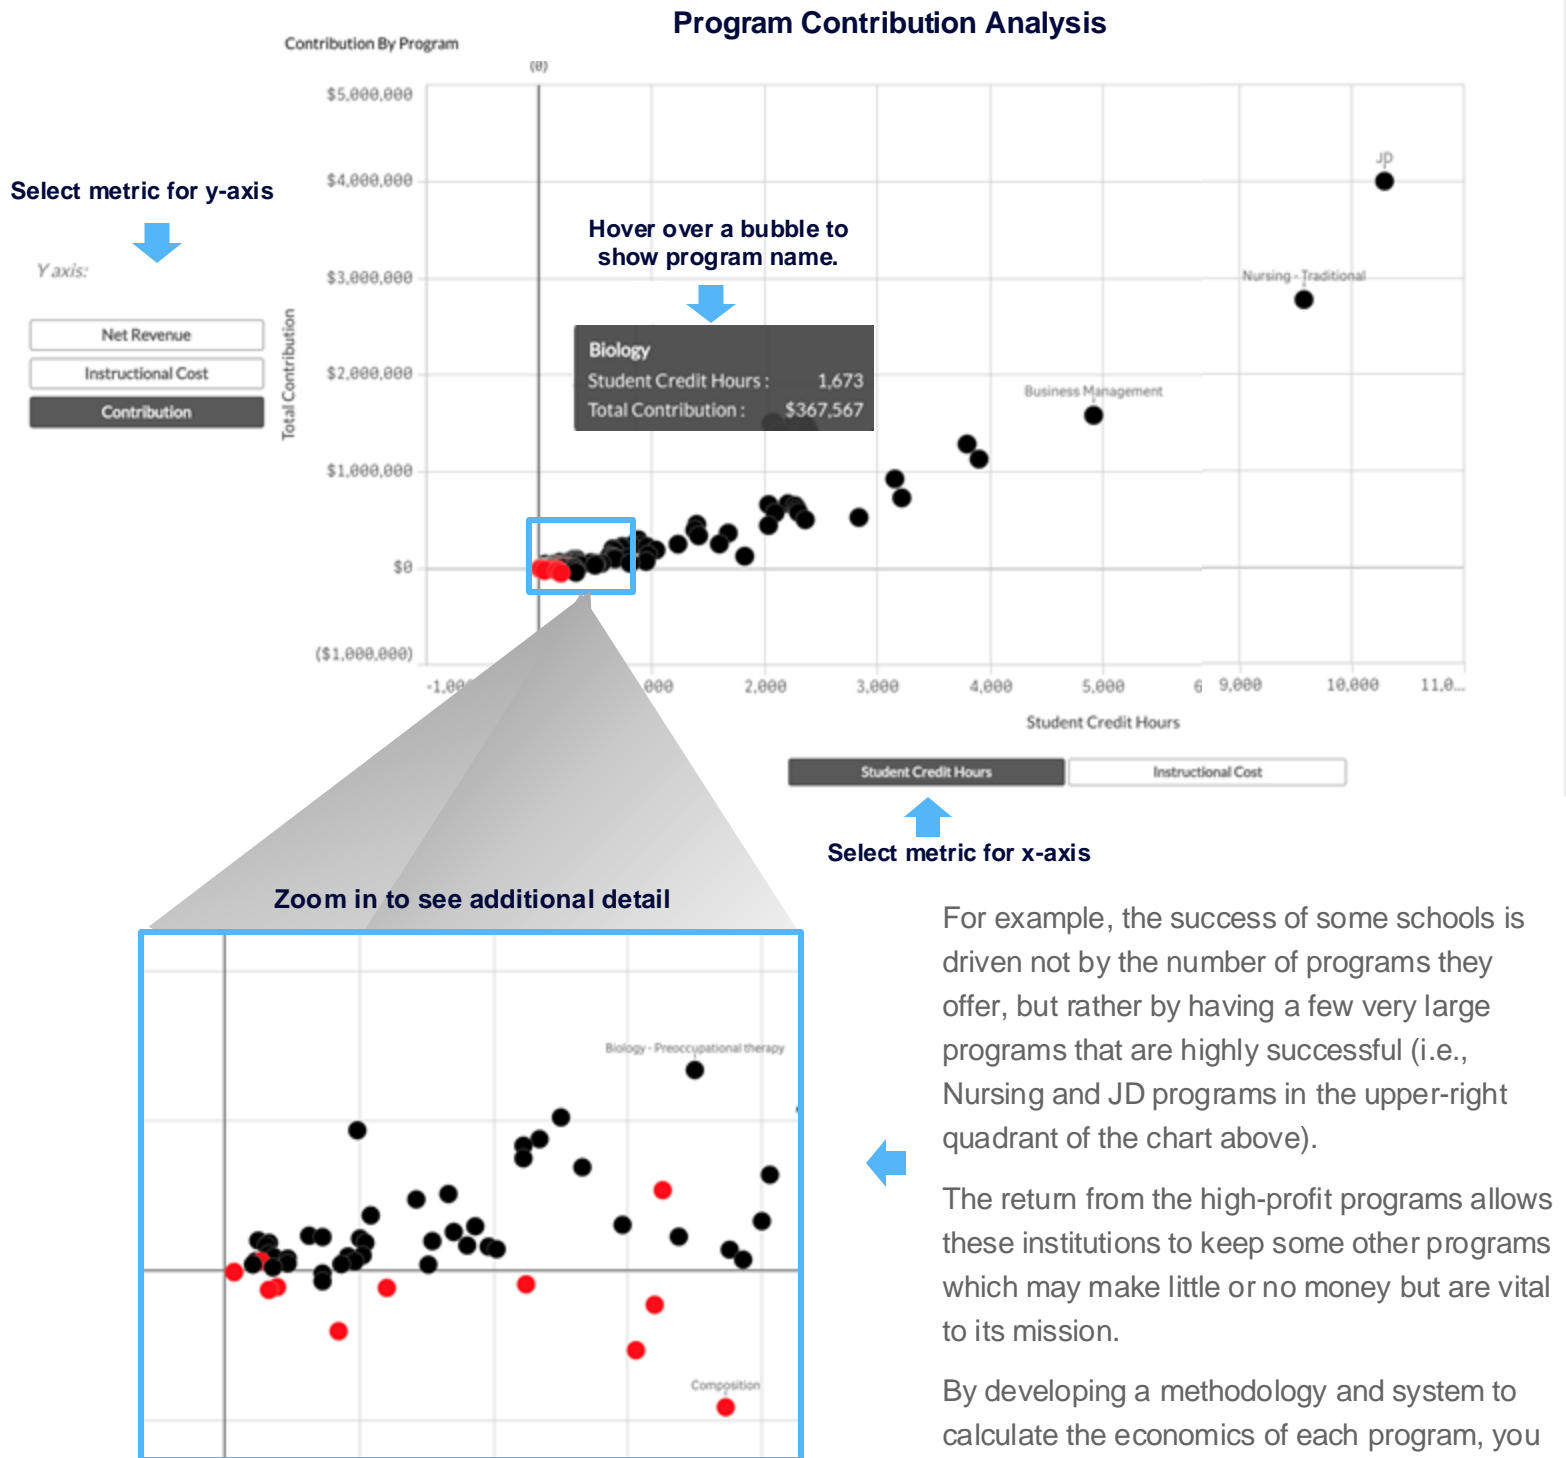 Program Contribution Analysis
Contribution By Program
(0)
$5,000,000
$4,000,000
$3,000,000
$2,000,000
$1,000,000
$0
($1,000,000)
Total Contribution
JD
Nursing - Traditional
Business Management
Select metric for y-axis
Y axis:
Net Revenue
Instructional Cost
Contribution
Hover over a bubble to
show program name.
Biology
Student Credit Hours : 1,673
Total Contribution : $367,567
-1,00 000 2,000 3,000 4,000 5,000 6 9,000 10,000 11,0...
Student Credit Hours
Student Credit Hours Instructional Cost
Select metric for x-axis
Zoom in to see additional detail
Biology - Preoccupational therapy
Composition
For example, the success of some schools is
driven not by the number of programs they
offer, but rather by having a few very large
programs that are highly successful (i.e.,
Nursing and JD programs in the upper-right
quadrant of the chart above).
The return from the high-profit programs allows
these institutions to keep some other programs
which may make little or no money but are vital
to its mission.
By developing a methodology and system to
calculate the economics of each program, you